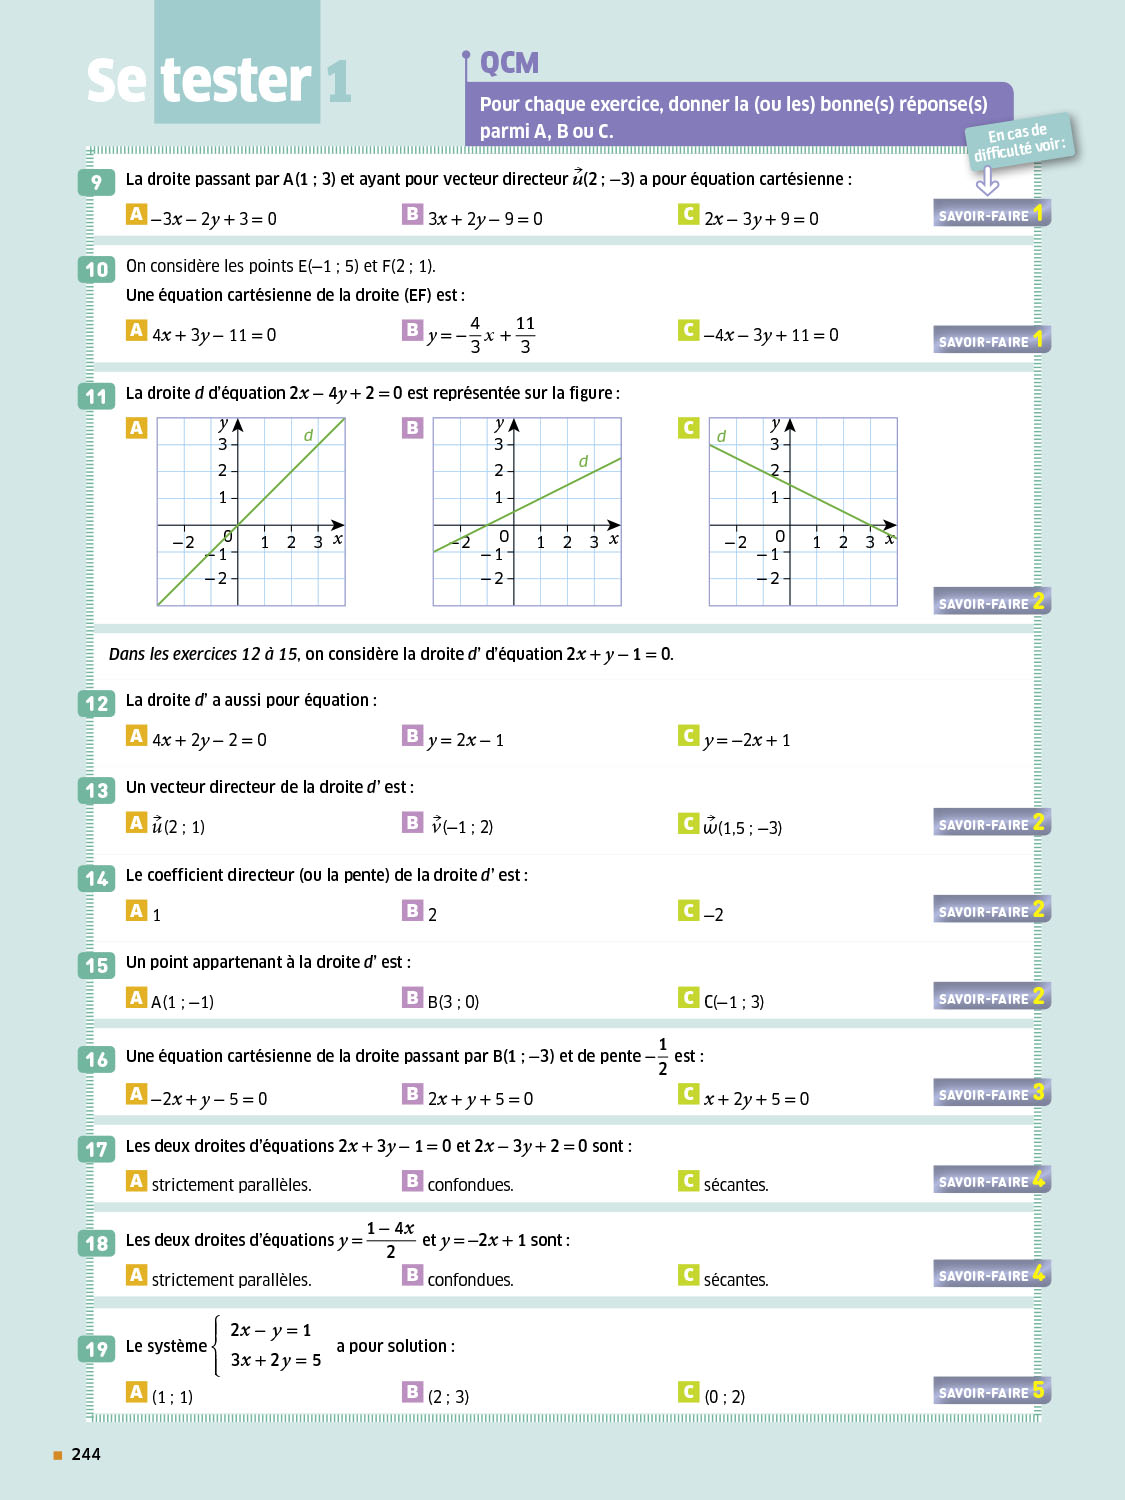 Se tester 1
QCM
Pour chaque exercice, donner la (ou les) bonne(s) réponse(s)
parmi A, B ou C.
En cas de
difficulté voir :
9 La droite passant par A(1 ; 3) et ayant pour vecteur directeur u⃗(2 ; −3) a pour équation cartésienne :
A −3x − 2y + 3 = 0 B 3x + 2y − 9 = 0 C 2x − 3y + 9 = 0 SAVOIR-FAIRE 1
10 On considère les points E(−1 ; 5) et F(2 ; 1).
Une équation cartésienne de la droite (EF) est :
A 4x + 3y − 11 = 0 B y = −4/3 x + 11/3 C −4x − 3y + 11 = 0 SAVOIR-FAIRE 1
11 La droite d d'équation 2x − 4y + 2 = 0 est représentée sur la figure :
A B C
y d y y d
3 3 d 3
2 2 2
1 1 1
−2 0 1 2 3 x −2 0 1 2 3 x −2 0 1 2 3 x
−1 −1 −1
−2 −2 −2
SAVOIR-FAIRE 2
Dans les exercices 12 à 15, on considère la droite d' d'équation 2x + y − 1 = 0.
12 La droite d' a aussi pour équation :
A 4x + 2y − 2 = 0 B y = 2x − 1 C y = −2x + 1
13 Un vecteur directeur de la droite d' est :
A u⃗(2 ; 1) B v⃗(−1 ; 2) C w⃗(1,5 ; −3) SAVOIR-FAIRE 2
14 Le coefficient directeur (ou la pente) de la droite d' est :
A 1 B 2 C −2 SAVOIR-FAIRE 2
15 Un point appartenant à la droite d' est :
A A(1 ; −1) B B(3 ; 0) C C(−1 ; 3) SAVOIR-FAIRE 2
16 Une équation cartésienne de la droite passant par B(1 ; −3) et de pente −1/2 est :
A −2x + y − 5 = 0 B 2x + y + 5 = 0 C x + 2y + 5 = 0 SAVOIR-FAIRE 3
17 Les deux droites d'équations 2x + 3y − 1 = 0 et 2x − 3y + 2 = 0 sont :
A strictement parallèles. B confondues. C sécantes. SAVOIR-FAIRE 4
18 Les deux droites d'équations y = (1 − 4x)/2 et y = −2x + 1 sont :
A strictement parallèles. B confondues. C sécantes. SAVOIR-FAIRE 4
19 Le système { 2x − y = 1
3x + 2y = 5 a pour solution :
A (1 ; 1) B (2 ; 3) C (0 ; 2) SAVOIR-FAIRE 5
244